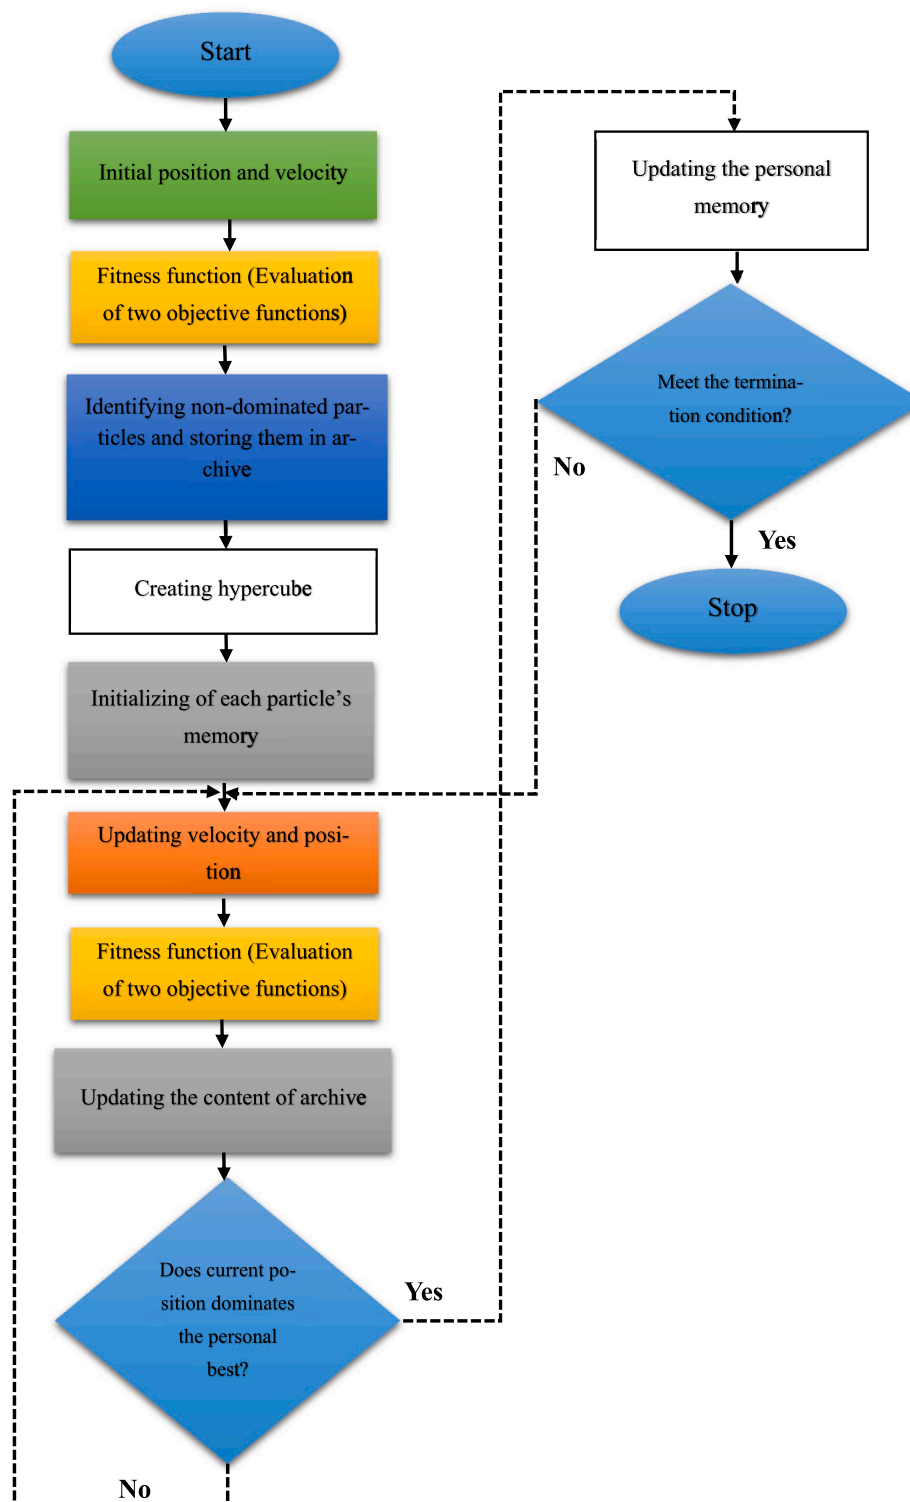 Start
Initial position and velocity
Fitness function (Evaluation
of two objective functions)
Identifying non-dominated par-
ticles and storing them in ar-
chive
Creating hypercube
Initializing of each particle's
memory
Updating velocity and posi-
tion
Fitness function (Evaluation
of two objective functions)
Updating the content of archive
Does current po-
sition dominates
the personal
best?
Yes
No
Updating the personal
memory
Meet the termina-
tion condition?
No
Yes
Stop